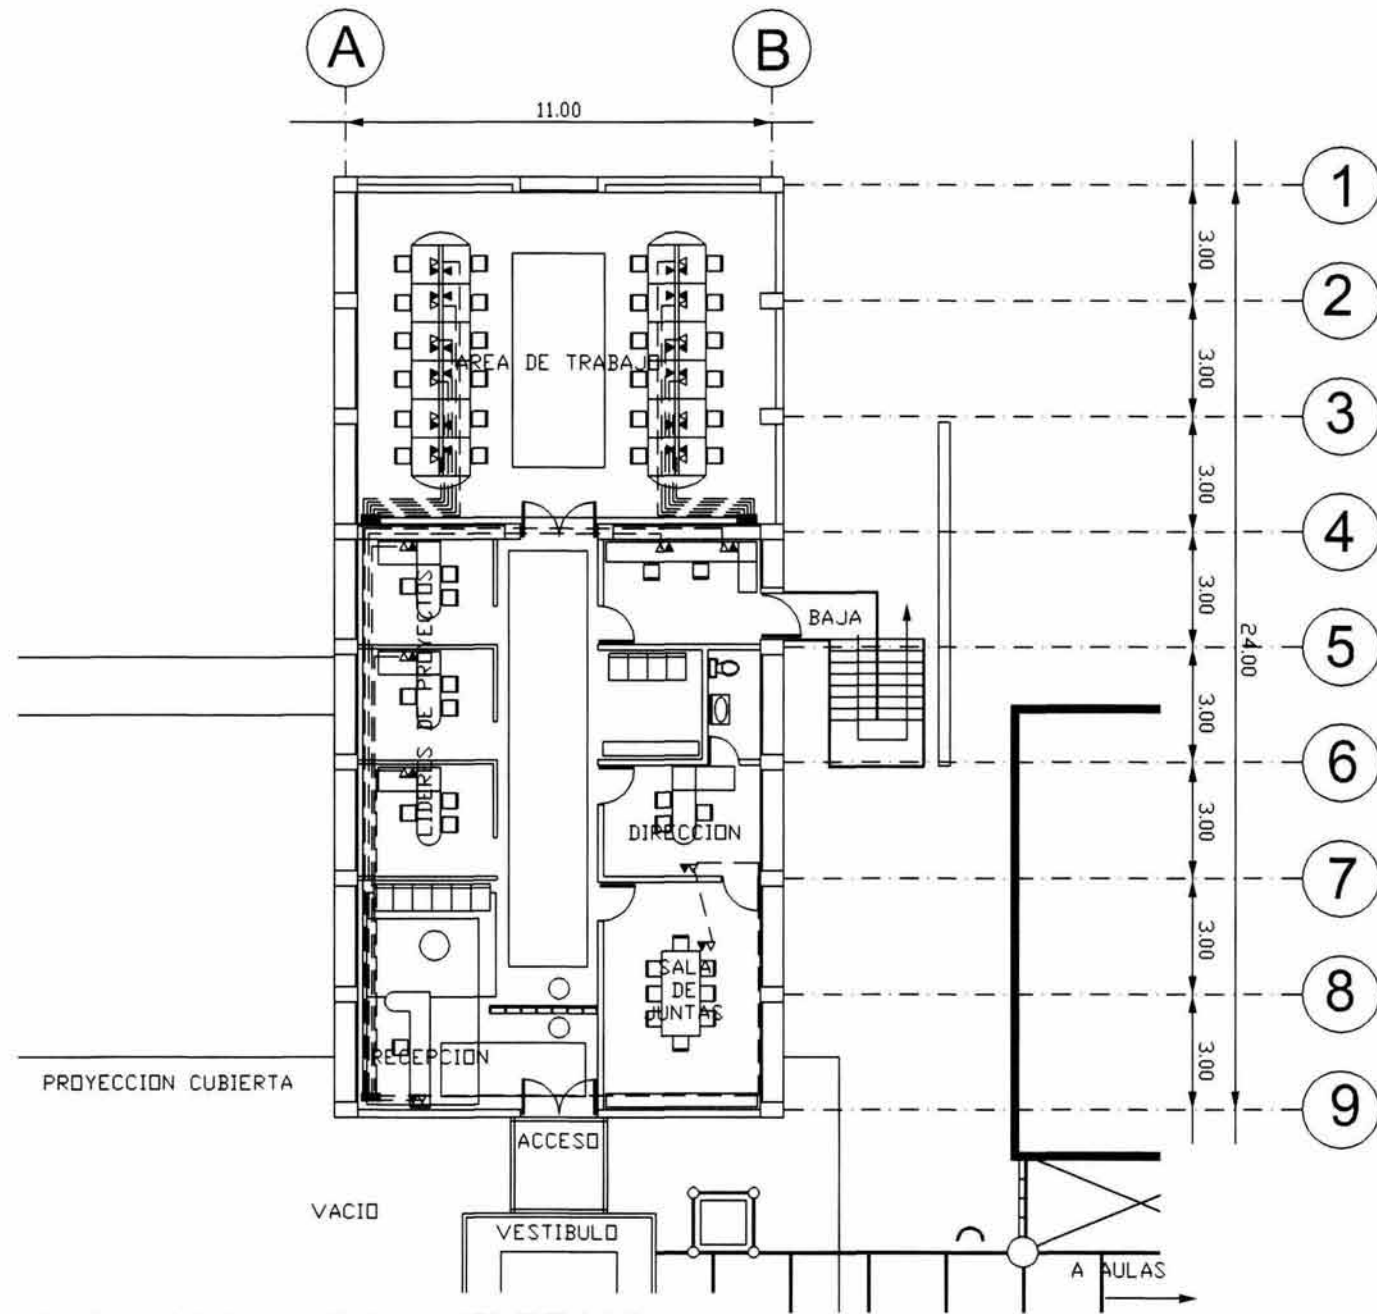 A
B
11.00
1
3.00
2
3.00
AREA DE TRABAJO
3
3.00
4
3.00
BAJA
5
24.00
LIDERES DE PROYECTOS
3.00
6
3.00
DIRECCION
7
3.00
SALA
DE
JUNTAS
8
3.00
RECEPCION
PROYECCION CUBIERTA
9
ACCESO
VACIO
VESTIBULO
A AULAS